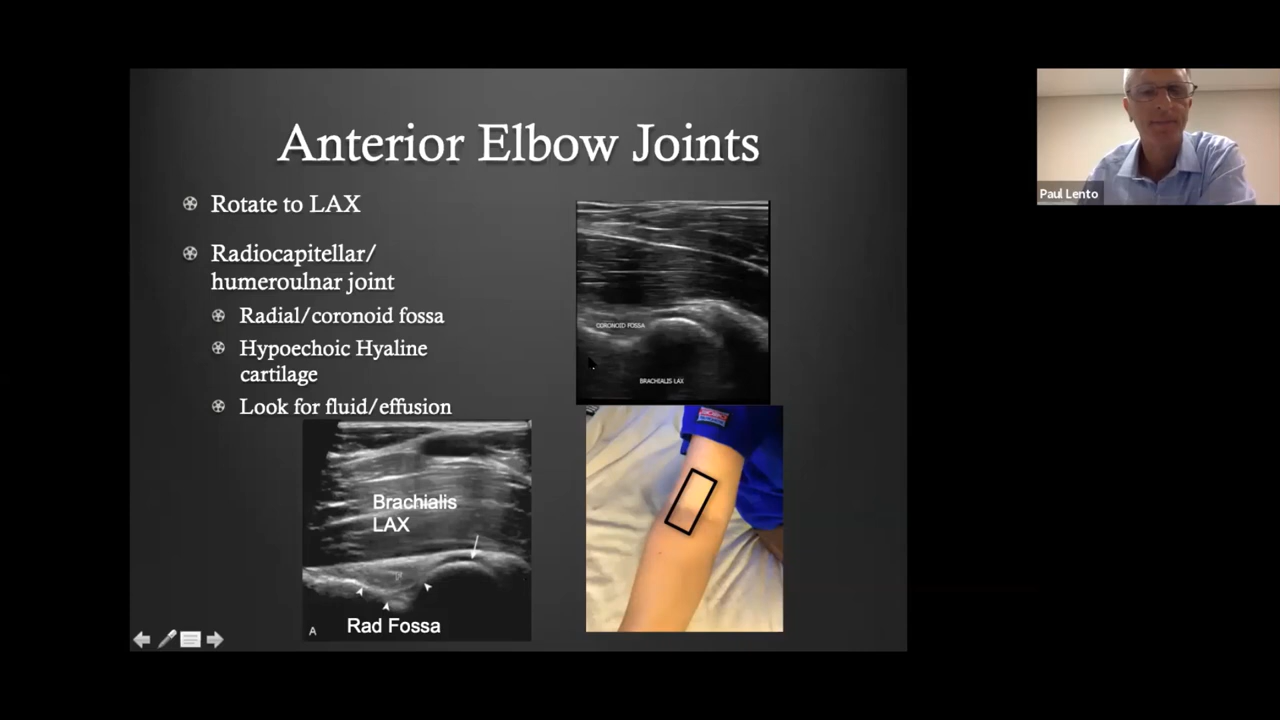 Anterior Elbow Joints
Rotate to LAX
Radiocapitellar/
humeroulnar joint
Radial/coronoid fossa
Hypoechoic Hyaline
cartilage
Look for fluid/effusion
CORONOID FOSSA
BRACHIALIS LAX
Brachialis
LAX
Rad Fossa
A
Paul Lento